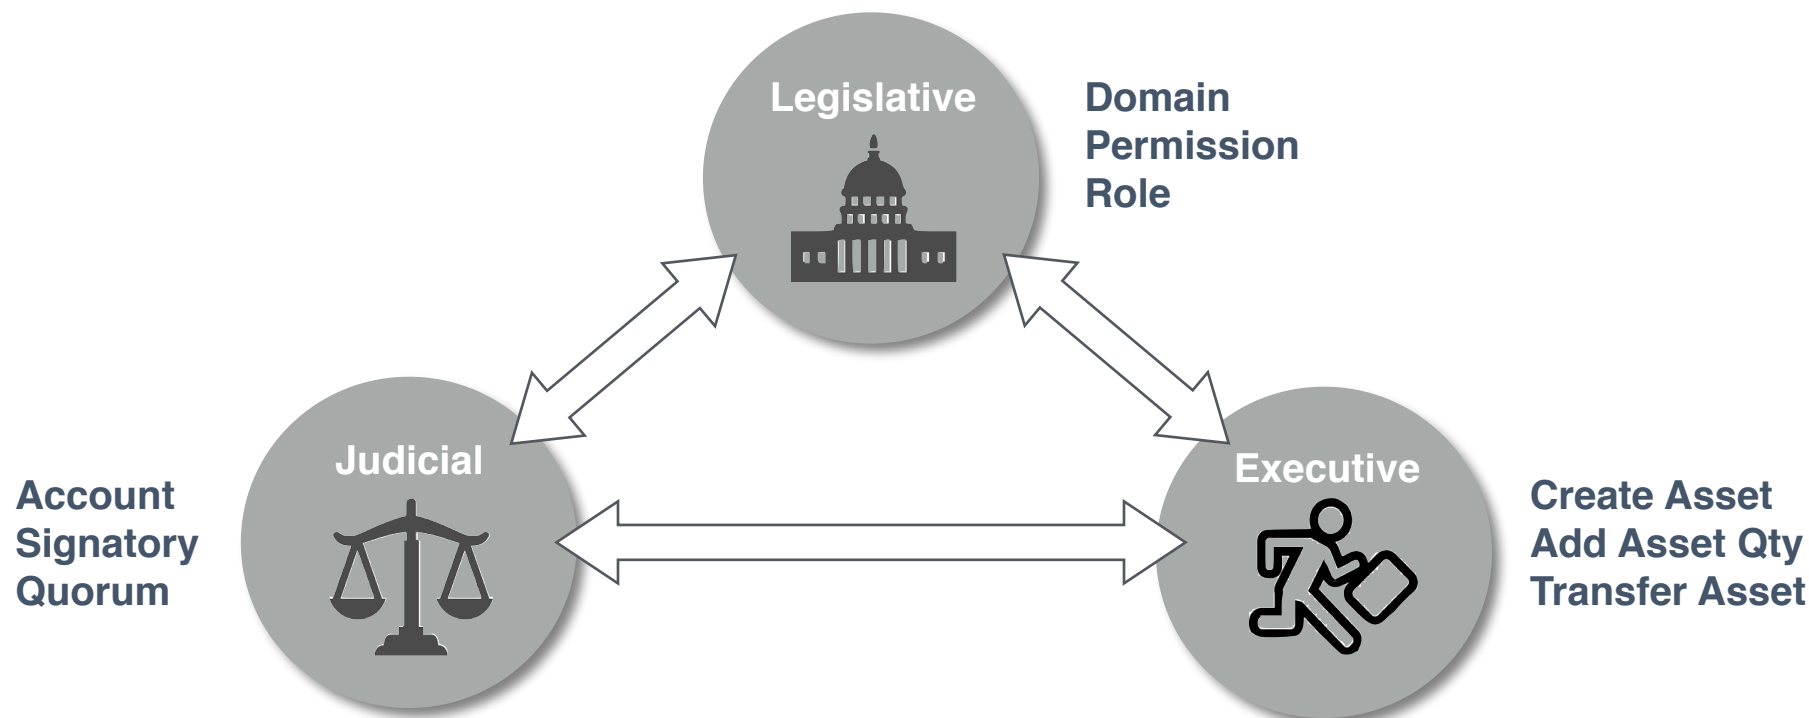 Legislative
Domain
Permission
Role
Judicial
Account
Signatory
Quorum
Executive
Create Asset
Add Asset Qty
Transfer Asset